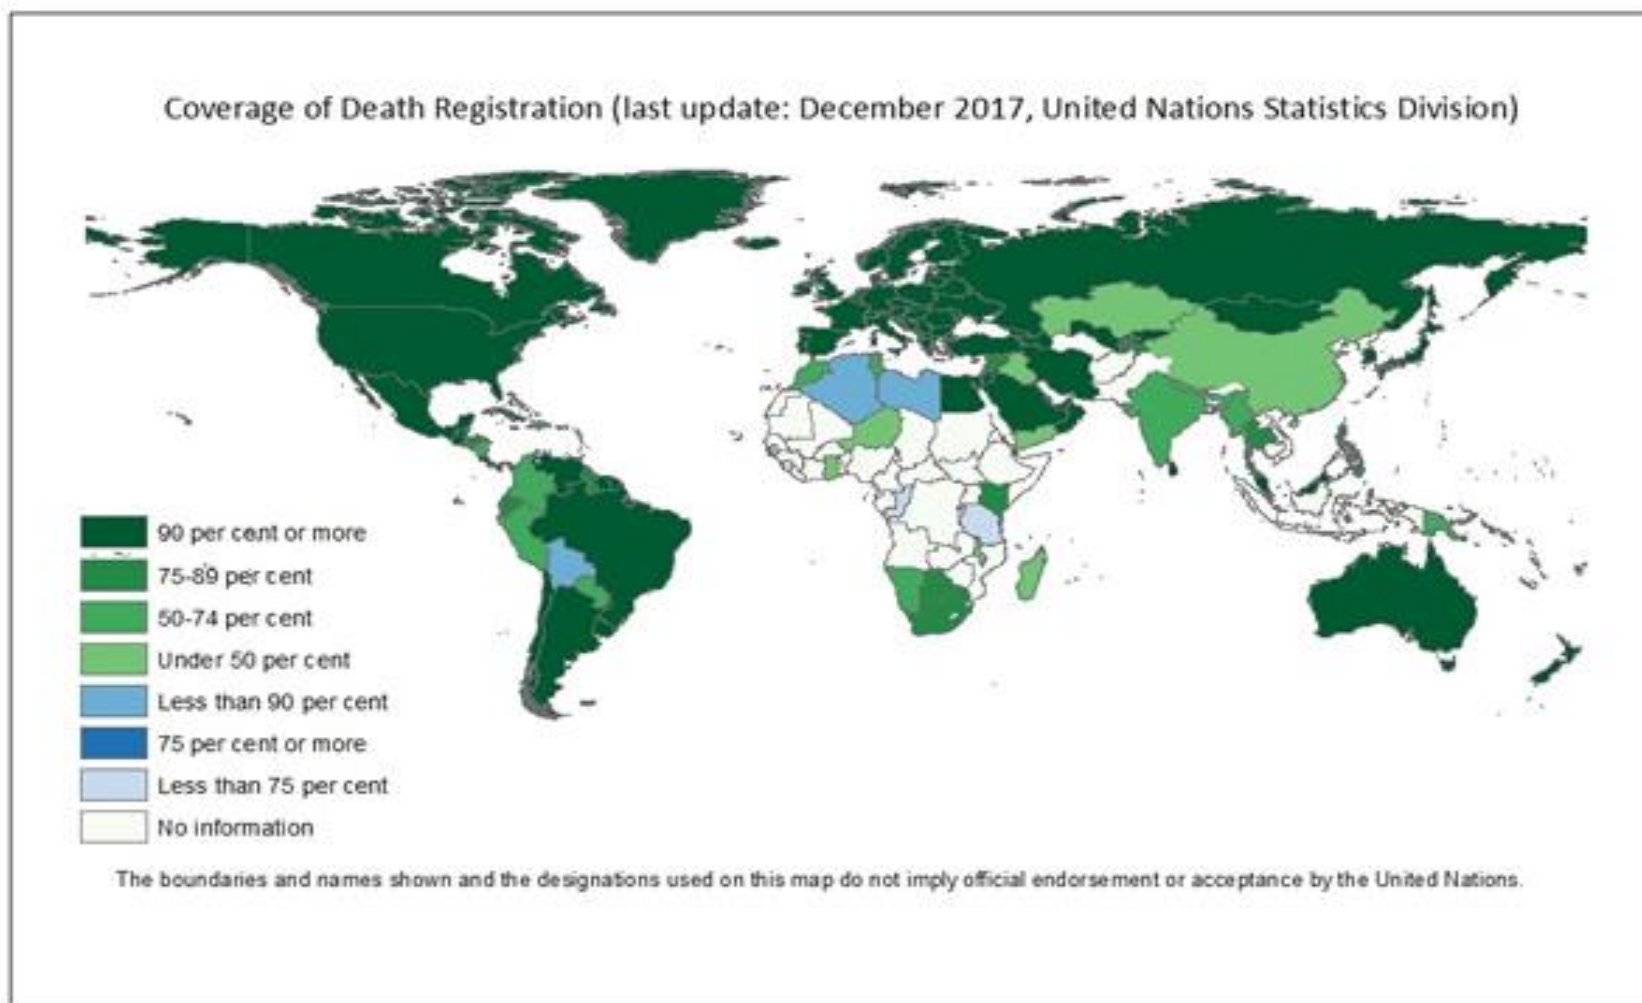 Coverage of Death Registration (last update: December 2017, United Nations Statistics Division)
90 per cent or more
75-89 per cent
50-74 per cent
Under 50 per cent
Less than 90 per cent
75 per cent or more
Less than 75 per cent
No information
The boundaries and names shown and the designations used on this map do not imply official endorsement or acceptance by the United Nations.